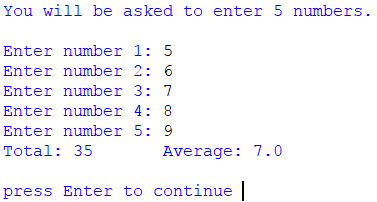 You will be asked to enter 5 numbers.
Enter number 1: 5
Enter number 2: 6
Enter number 3: 7
Enter number 4: 8
Enter number 5: 9
Total: 35       Average: 7.0
press Enter to continue